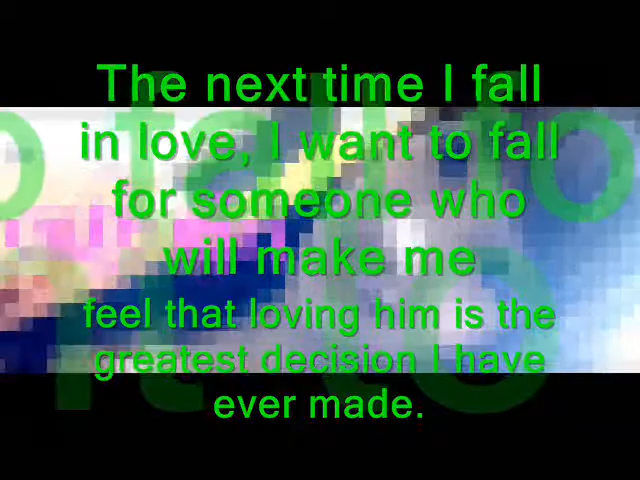 The next time I fall
in love, I want to fall
for someone who
will make me
feel that loving him is the
greatest decision I have
ever made.